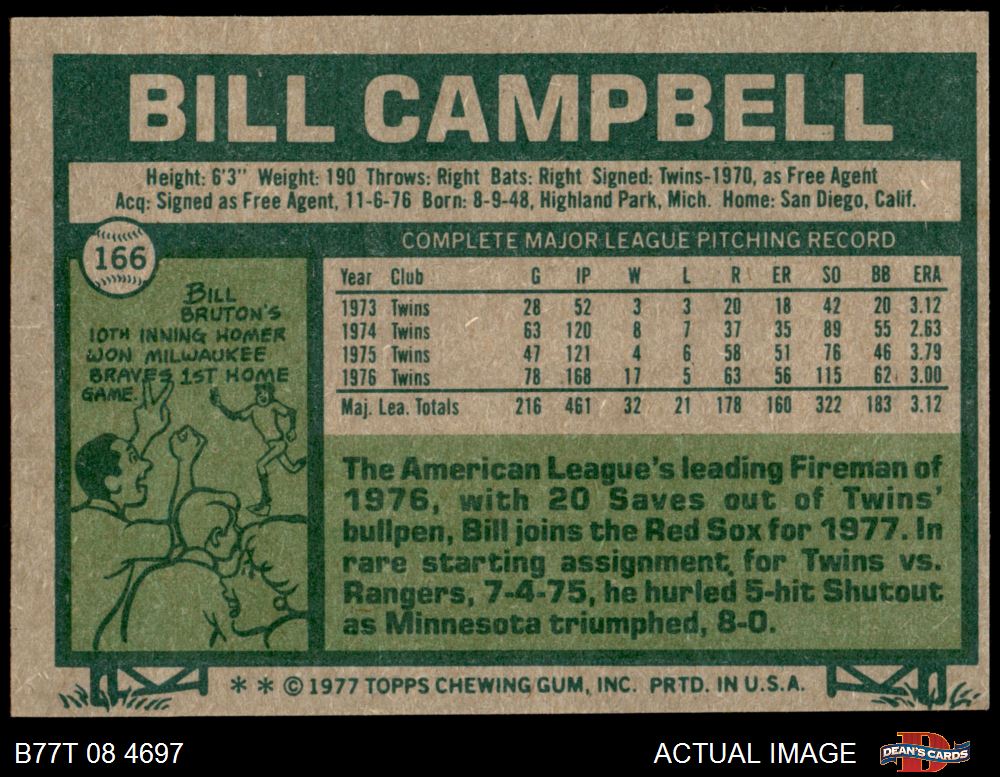 BILL CAMPBELL
Height: 6'3" Weight: 190 Throws: Right Bats: Right Signed: Twins-1970, as Free Agent
Acq: Signed as Free Agent, 11-6-76 Born: 8-9-48, Highland Park, Mich. Home: San Diego, Calif.
166
COMPLETE MAJOR LEAGUE PITCHING RECORD
Year Club G IP W L R ER SO BB ERA
1973 Twins 28 52 3 3 20 18 42 20 3.12
1974 Twins 63 120 8 7 37 35 89 55 2.63
1975 Twins 47 121 4 6 58 51 76 46 3.79
1976 Twins 78 168 17 5 63 56 115 62 3.00
Maj. Lea. Totals 216 461 32 21 178 160 322 183 3.12
BILL
BRUTON'S
10TH INNING HOMER
WON MILWAUKEE
BRAVES 1ST HOME
GAME.
The American League's leading Fireman of
1976, with 20 Saves out of Twins'
bullpen, Bill joins the Red Sox for 1977. In
rare starting assignment for Twins vs.
Rangers, 7-4-75, he hurled 5-hit Shutout
as Minnesota triumphed, 8-0.
* * © 1977 TOPPS CHEWING GUM, INC. PRTD. IN U.S.A.
B77T 08 4697
ACTUAL IMAGE
DEAN'S CARDS